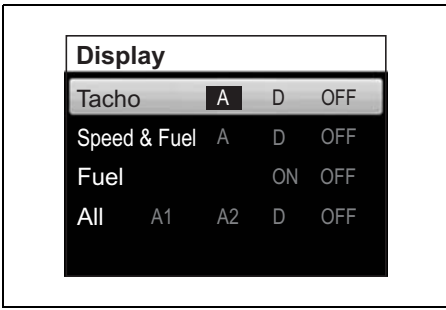 Display
Tacho A D OFF
Speed & Fuel A D OFF
Fuel ON OFF
All A1 A2 D OFF